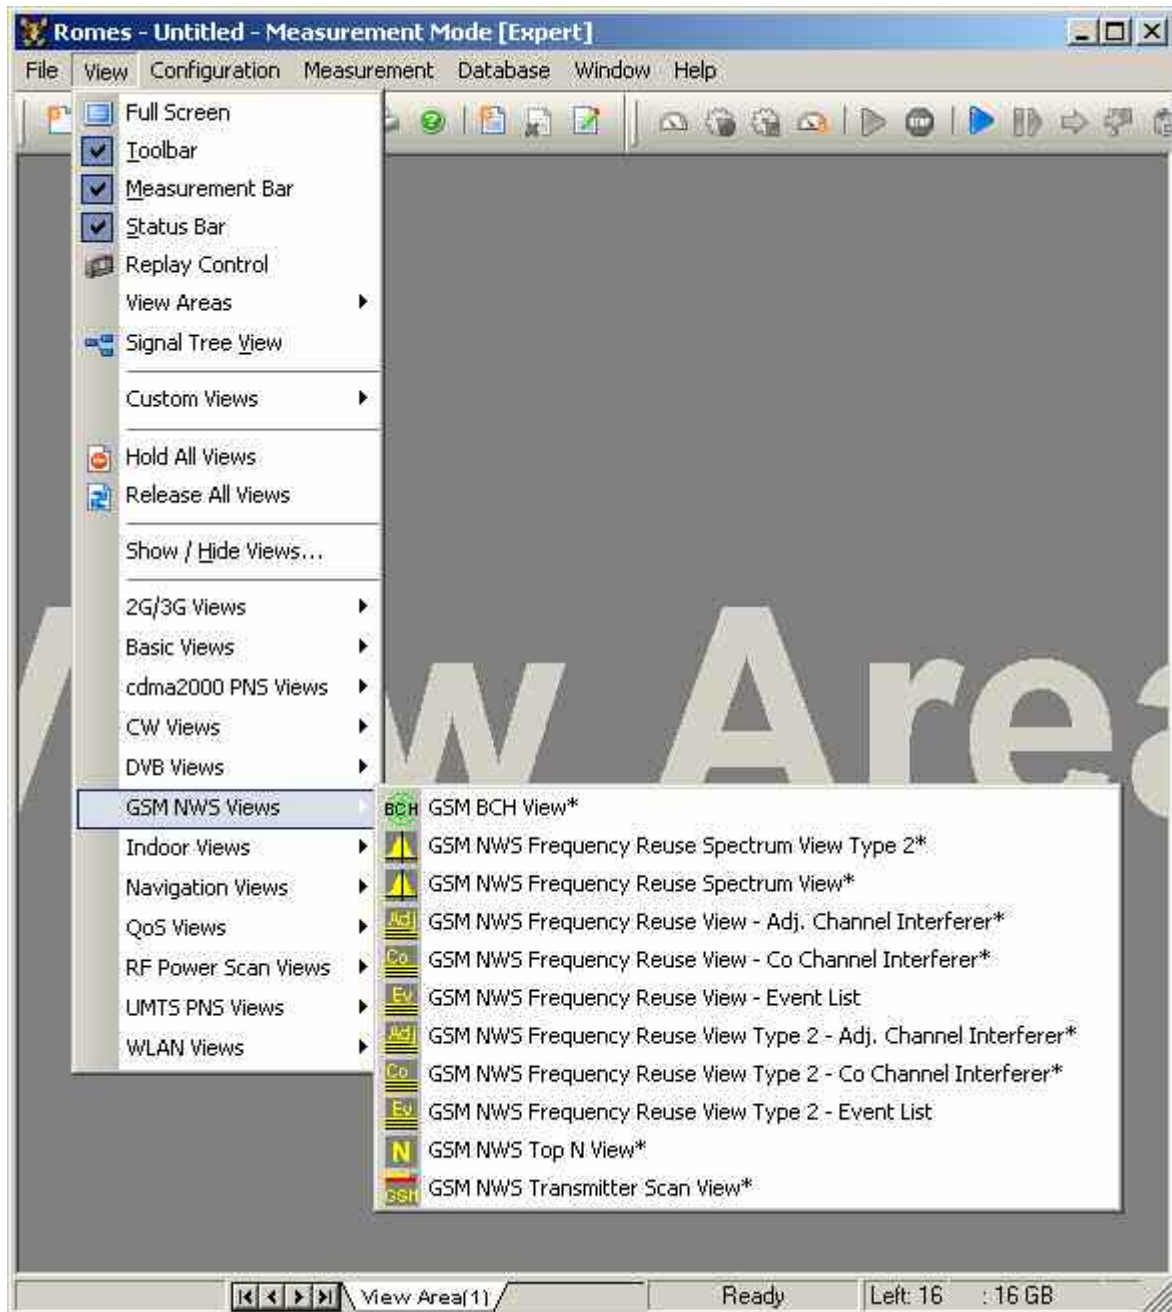 Romes - Untitled - Measurement Mode [Expert]
File View Configuration Measurement Database Window Help
Full Screen
Toolbar
Measurement Bar
Status Bar
Replay Control
View Areas
Signal Tree View
Custom Views
Hold All Views
Release All Views
Show / Hide Views...
2G/3G Views
Basic Views
cdma2000 PNS Views
CW Views
DVB Views
GSM NWS Views
Indoor Views
Navigation Views
QoS Views
RF Power Scan Views
UMTS PNS Views
WLAN Views
BCH GSM BCH View*
GSM NWS Frequency Reuse Spectrum View Type 2*
GSM NWS Frequency Reuse Spectrum View*
Adj GSM NWS Frequency Reuse View - Adj. Channel Interferer*
Co GSM NWS Frequency Reuse View - Co Channel Interferer*
Ev GSM NWS Frequency Reuse View - Event List
Adj GSM NWS Frequency Reuse View Type 2 - Adj. Channel Interferer*
Co GSM NWS Frequency Reuse View Type 2 - Co Channel Interferer*
Ev GSM NWS Frequency Reuse View Type 2 - Event List
N GSM NWS Top N View*
GSM GSM NWS Transmitter Scan View*
Area
View Area(1) Ready Left: 16 : 16 GB